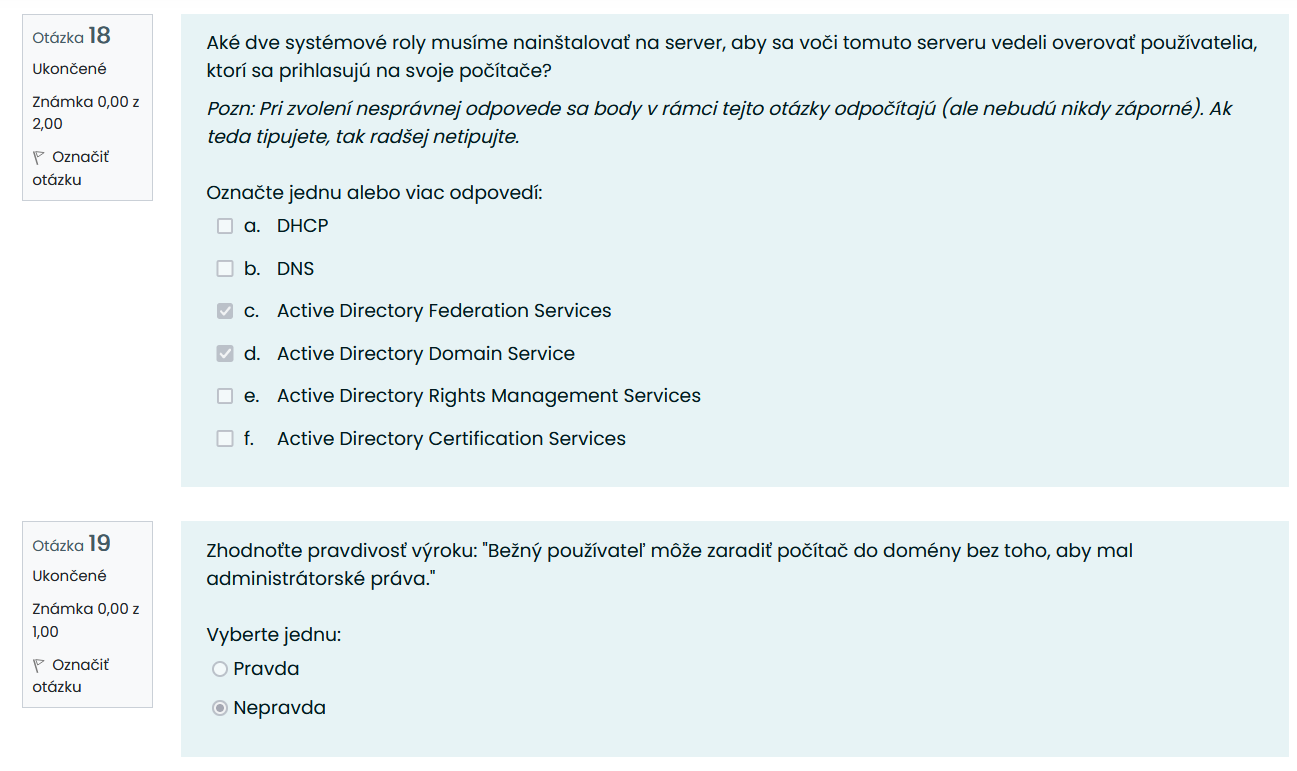 Otázka 18
Ukončené
Známka 0,00 z
2,00
Označiť
otázku
Aké dve systémové roly musíme nainštalovať na server, aby sa voči tomuto serveru vedeli overovať používatelia,
ktorí sa prihlasujú na svoje počítače?
Pozn: Pri zvolení nesprávnej odpovede sa body v rámci tejto otázky odpočítajú (ale nebudú nikdy záporné). Ak
teda tipujete, tak radšej netipujte.
Označte jednu alebo viac odpovedí:
a. DHCP
b. DNS
c. Active Directory Federation Services
d. Active Directory Domain Service
e. Active Directory Rights Management Services
f. Active Directory Certification Services
Otázka 19
Ukončené
Známka 0,00 z
1,00
Označiť
otázku
Zhodnoťte pravdivosť výroku: "Bežný používateľ môže zaradiť počítač do domény bez toho, aby mal
administrátorské práva."
Vyberte jednu:
Pravda
Nepravda